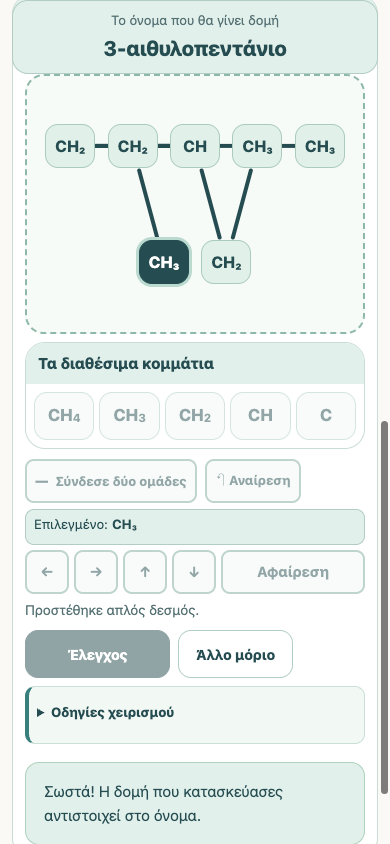 Το όνομα που θα γίνει δομή
3-αιθυλοπεντάνιο
CH₂ CH₂ CH CH₃ CH₃
CH₃ CH₂
Τα διαθέσιμα κομμάτια
CH₄ CH₃ CH₂ CH C
— Σύνδεσε δύο ομάδες Αναίρεση
Επιλεγμένο: CH₃
← → ↑ ↓ Αφαίρεση
Προστέθηκε απλός δεσμός.
Έλεγχος Άλλο μόριο
▶ Οδηγίες χειρισμού
Σωστά! Η δομή που κατασκεύασες
αντιστοιχεί στο όνομα.